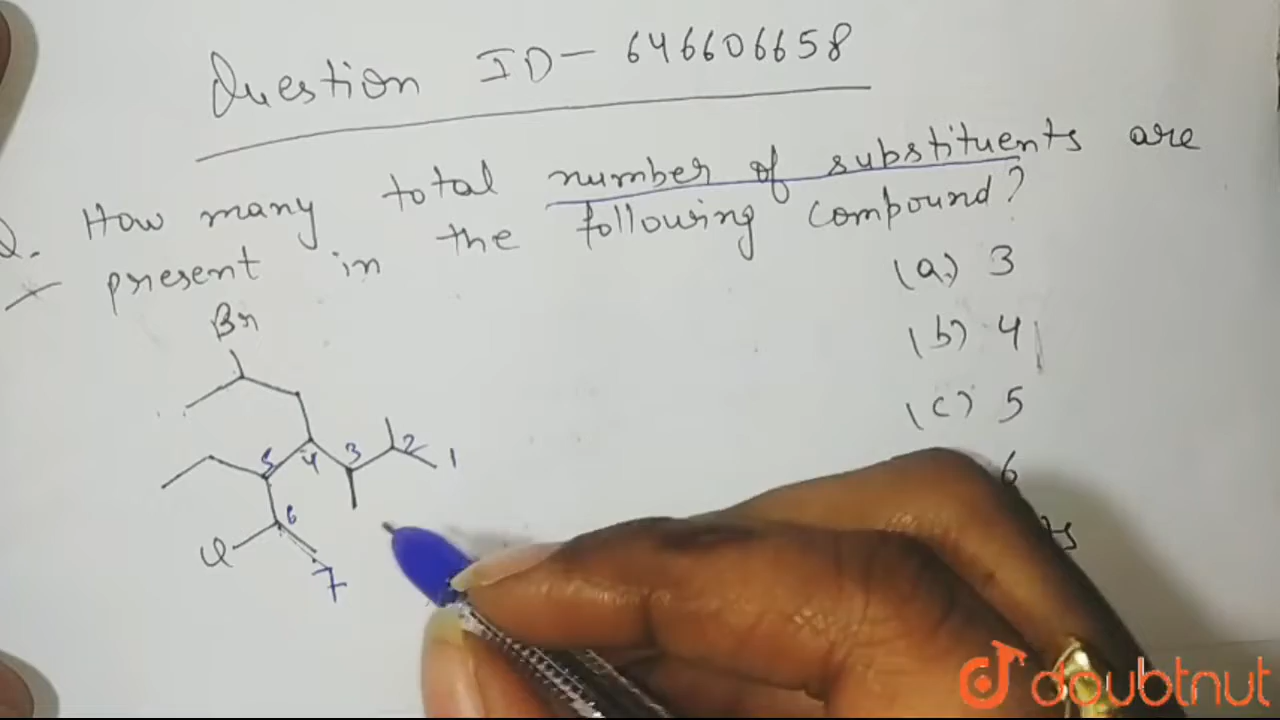 Question ID- 646606658
Q. How many total number of substituents are
present in the following compound?
(a) 3
(b) 4
(c) 5
6
Br
5 4 3 2 1
6
Cl
7
doubtnut